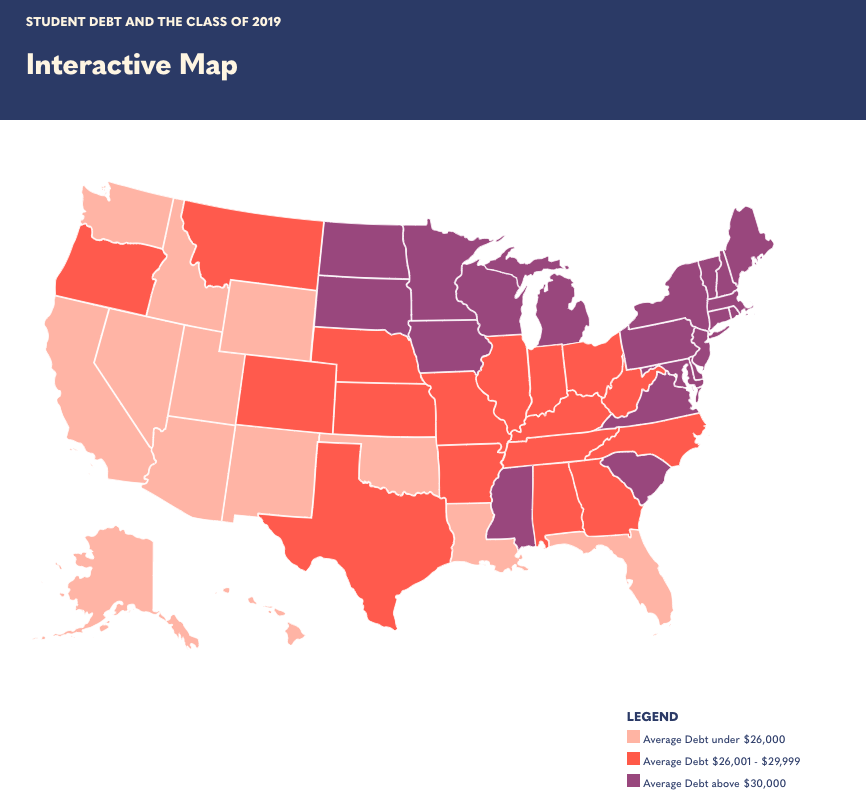 STUDENT DEBT AND THE CLASS OF 2019
Interactive Map
LEGEND
Average Debt under $26,000
Average Debt $26,001 - $29,999
Average Debt above $30,000